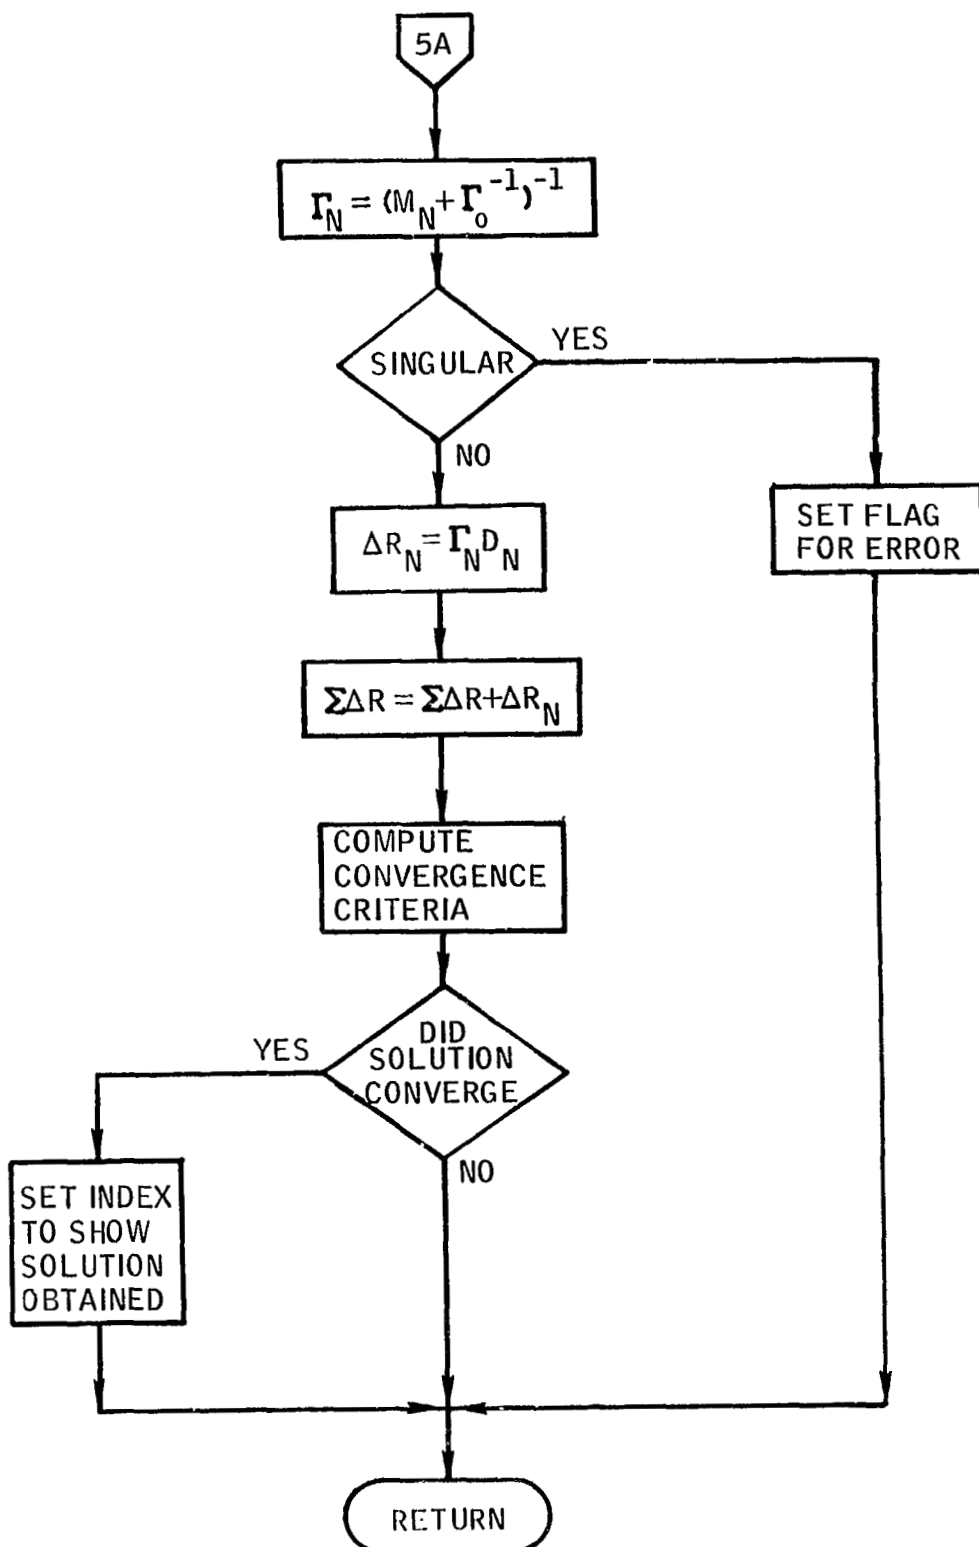 5A
Γ_N = (M_N + Γ_o^-1)^-1
SINGULAR
YES
NO
ΔR_N = Γ_N D_N
SET FLAG
FOR ERROR
ΣΔR = ΣΔR+ΔR_N
COMPUTE
CONVERGENCE
CRITERIA
DID
SOLUTION
CONVERGE
YES
NO
SET INDEX
TO SHOW
SOLUTION
OBTAINED
RETURN